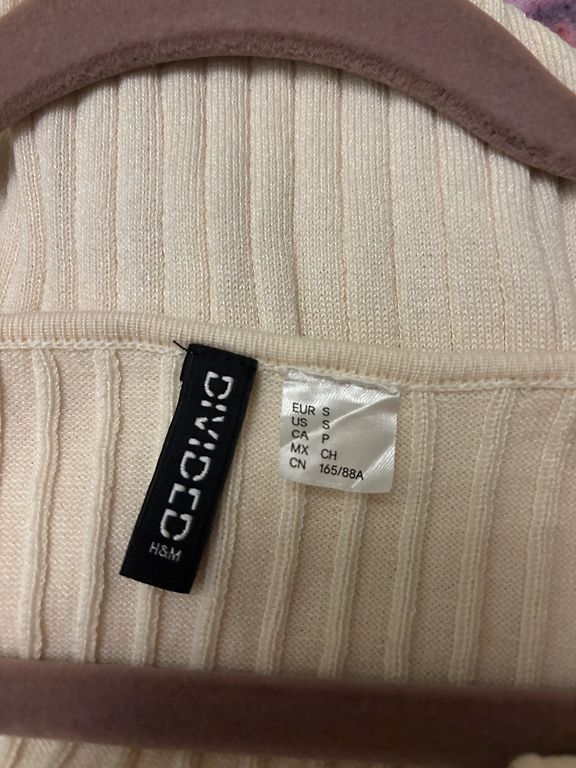 DIVIDED
H&M
EUR S
US S
CA P
MX CH
CN 165/88A